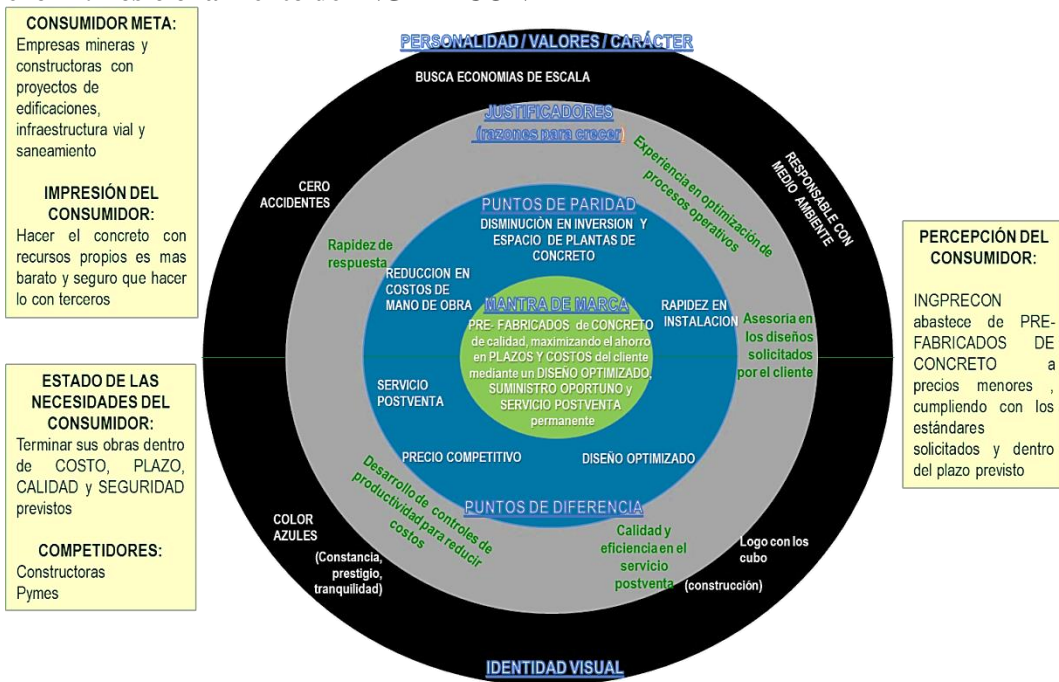 CONSUMIDOR META:
Empresas mineras y
constructoras con
proyectos de
edificaciones,
infraestructura vial y
saneamiento
IMPRESIÓN DEL
CONSUMIDOR:
Hacer el concreto con
recursos propios es mas
barato y seguro que hacer
lo con terceros
ESTADO DE LAS
NECESIDADES DEL
CONSUMIDOR:
Terminar sus obras dentro
de COSTO, PLAZO,
CALIDAD y SEGURIDAD
previstos
COMPETIDORES:
Constructoras
Pymes
PERSONALIDAD / VALORES / CARÁCTER
BUSCA ECONOMIAS DE ESCALA
CERO
ACCIDENTES
RESPONSABLE CON
MEDIO AMBIENTE
JUSTIFICADORES
(razones para crecer)
Rapidez de
respuesta
Experiencia en optimización de
procesos operativos
Asesoria en
los diseños
solicitados
por el cliente
PUNTOS DE PARIDAD
DISMINUCIÒN EN INVERSION Y
ESPACIO DE PLANTAS DE
CONCRETO
REDUCCION EN
COSTOS DE
MANO DE OBRA
RAPIDEZ EN
INSTALACION
MANTRA DE MARCA
PRE- FABRICADOS de CONCRETO
de calidad, maximizando el ahorro
en PLAZOS Y COSTOS del cliente
mediante un DISEÑO OPTIMIZADO,
SUMINISTRO OPORTUNO y
SERVICIO POSTVENTA
permanente
SERVICIO
POSTVENTA
PRECIO COMPETITIVO
DISEÑO OPTIMIZADO
PUNTOS DE DIFERENCIA
Desarrollo de controles de
productividad para reducir
costos
Calidad y
eficiencia en el
servicio
postventa
COLOR
AZULES
(Constancia,
prestigio,
tranquilidad)
Logo con los
cubo
(construcción)
IDENTIDAD VISUAL
PERCEPCIÓN DEL
CONSUMIDOR:
INGPRECON
abastece de PRE-
FABRICADOS DE
CONCRETO a
precios menores ,
cumpliendo con los
estándares
solicitados y dentro
del plazo previsto